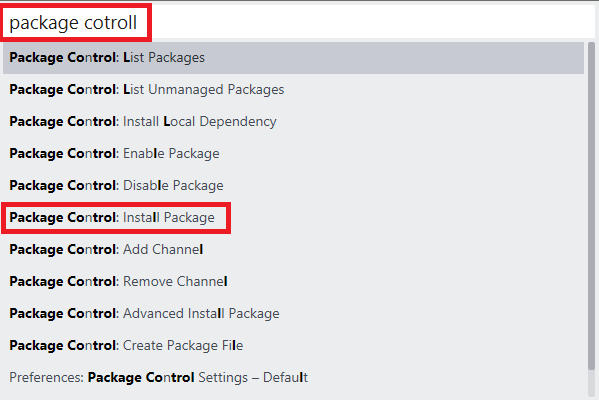 package cotroll
Package Control: List Packages
Package Control: List Unmanaged Packages
Package Control: Install Local Dependency
Package Control: Enable Package
Package Control: Disable Package
Package Control: Install Package
Package Control: Add Channel
Package Control: Remove Channel
Package Control: Advanced Install Package
Package Control: Create Package File
Preferences: Package Control Settings – Default